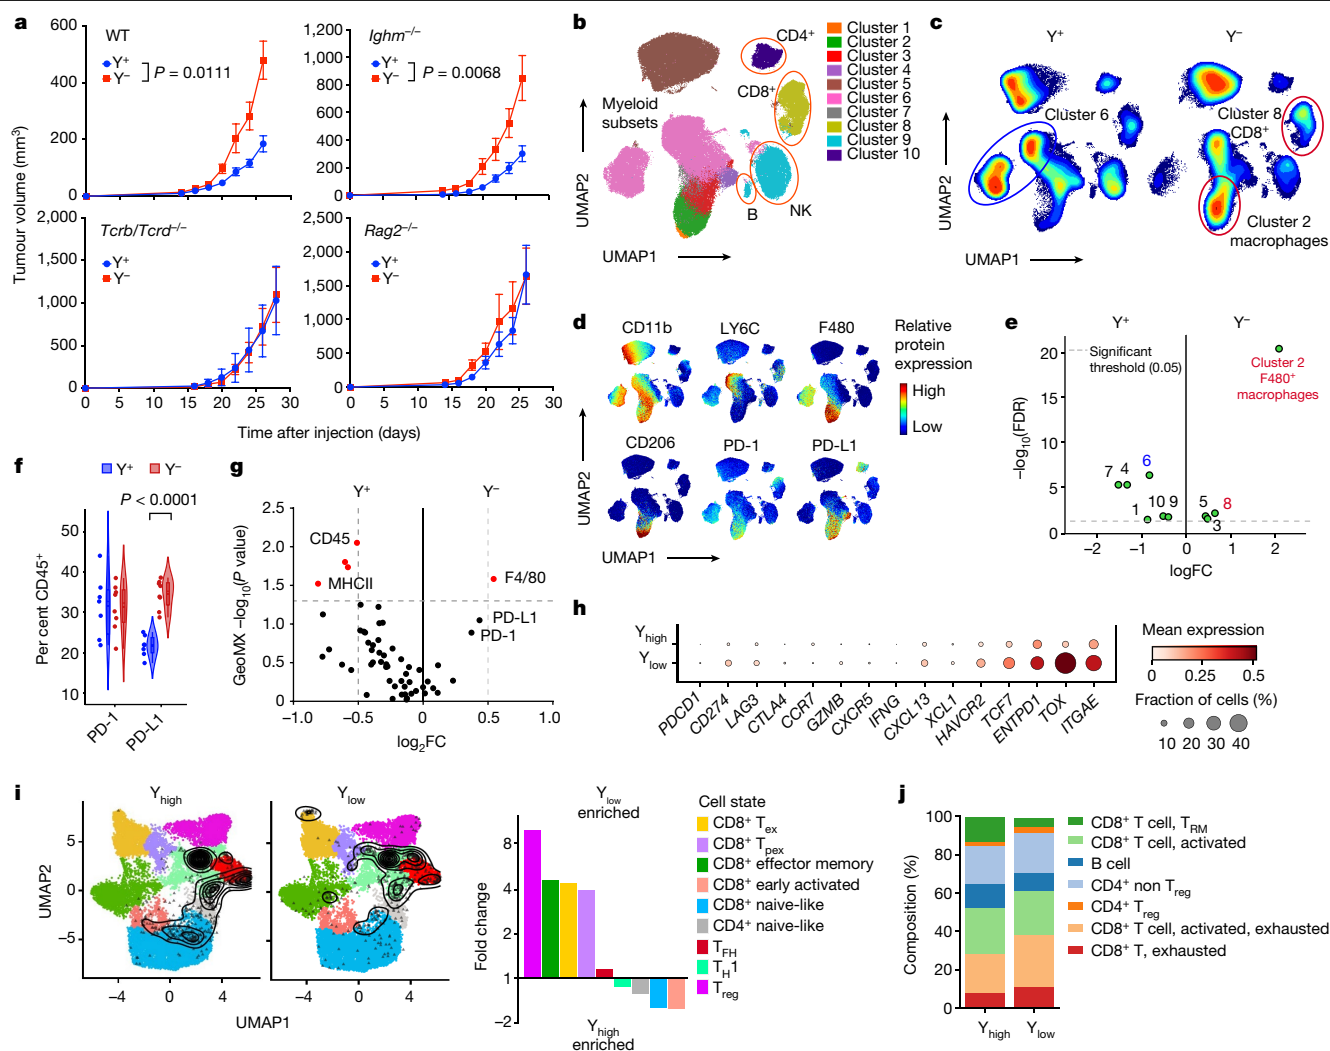 a
Tumour volume (mm³)
WT
Y⁺
Y⁻
P = 0.0111
600
400
200
0
Ighm⁻/⁻
Y⁺
Y⁻
P = 0.0068
1,200
1,000
800
600
400
200
0
Tcrb/Tcrd⁻/⁻
Y⁺
Y⁻
2,000
1,500
1,000
500
0
0 5 10 15 20 25 30
Rag2⁻/⁻
Y⁺
Y⁻
2,500
2,000
1,500
1,000
500
0
0 5 10 15 20 25 30
Time after injection (days)
b
CD4⁺
CD8⁺
Myeloid
subsets
B
NK
UMAP2
UMAP1
Cluster 1
Cluster 2
Cluster 3
Cluster 4
Cluster 5
Cluster 6
Cluster 7
Cluster 8
Cluster 9
Cluster 10
c
Y⁺
Y⁻
Cluster 6
Cluster 8
CD8⁺
Cluster 2
macrophages
UMAP2
UMAP1
d
CD11b
LY6C
F480
CD206
PD-1
PD-L1
UMAP2
UMAP1
Relative
protein
expression
High
Low
e
Y⁺
Y⁻
Significant
threshold (0.05)
Cluster 2
F480⁺
macrophages
7 4 6
1 10 9 5 8
3
20
15
10
5
0
−log₁₀(FDR)
−2 −1 0 1 2
logFC
f
Y⁺ Y⁻
P < 0.0001
Per cent CD45⁺
50
40
30
20
10
PD-1
PD-L1
g
Y⁺
Y⁻
GeoMX −log₁₀(P value)
2.5
2.0
1.5
1.0
0.5
0
CD45
MHCII
F4/80
PD-L1
PD-1
−1.0 −0.5 0 0.5 1.0
log₂FC
h
Yhigh
Ylow
PDCD1
CD274
LAG3
CTLA4
CCR7
GZMB
CXCR5
IFNG
CXCL13
XCL1
HAVCR2
TCF7
ENTPD1
TOX
ITGAE
Mean expression
0 0.25 0.5
Fraction of cells (%)
10 20 30 40
i
Yhigh
Ylow
UMAP2
5
0
−5
−4 0 4
−4 0 4
UMAP1
Ylow
enriched
Fold change
8
4
1
−2
Yhigh
enriched
Cell state
CD8⁺ Tex
CD8⁺ Tpex
CD8⁺ effector memory
CD8⁺ early activated
CD8⁺ naive-like
CD4⁺ naive-like
TFH
TH1
Treg
j
Composition (%)
100
80
60
40
20
0
Yhigh
Ylow
CD8⁺ T cell, TRM
CD8⁺ T cell, activated
B cell
CD4⁺ non Treg
CD4⁺ Treg
CD8⁺ T cell, activated, exhausted
CD8⁺ T, exhausted